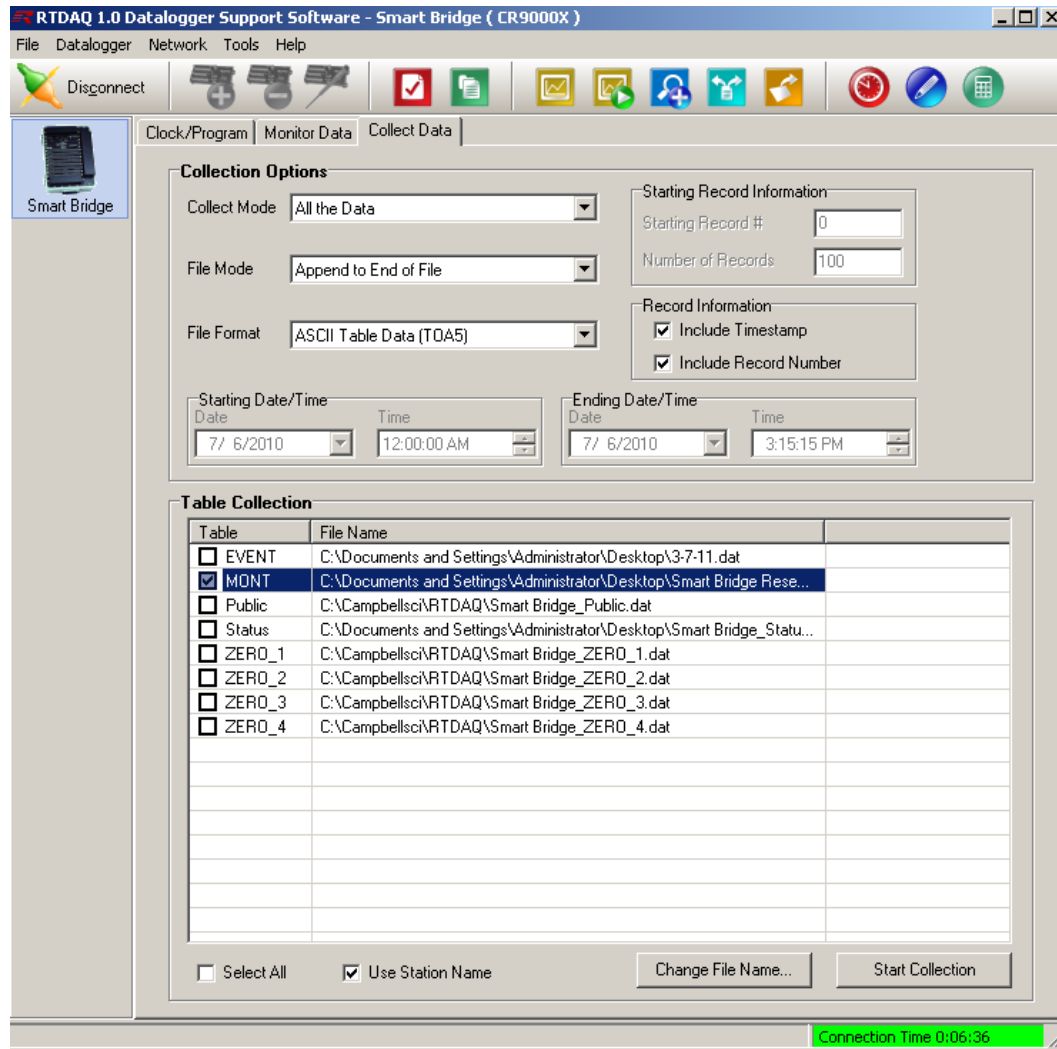 RTDAQ 1.0 Datalogger Support Software - Smart Bridge ( CR9000X )
File Datalogger Network Tools Help
Disconnect
Smart Bridge
Clock/Program Monitor Data Collect Data
Collection Options
Collect Mode All the Data
File Mode Append to End of File
File Format ASCII Table Data (TOA5)
Starting Record Information
Starting Record # 0
Number of Records 100
Record Information
Include Timestamp
Include Record Number
Starting Date/Time
Date Time
7/ 6/2010 12:00:00 AM
Ending Date/Time
Date Time
7/ 6/2010 3:15:15 PM
Table Collection
Table File Name
EVENT C:\Documents and Settings\Administrator\Desktop\3-7-11.dat
MONT C:\Documents and Settings\Administrator\Desktop\Smart Bridge Rese...
Public C:\Campbellsci\RTDAQ\Smart Bridge_Public.dat
Status C:\Documents and Settings\Administrator\Desktop\Smart Bridge_Statu...
ZERO_1 C:\Campbellsci\RTDAQ\Smart Bridge_ZERO_1.dat
ZERO_2 C:\Campbellsci\RTDAQ\Smart Bridge_ZERO_2.dat
ZERO_3 C:\Campbellsci\RTDAQ\Smart Bridge_ZERO_3.dat
ZERO_4 C:\Campbellsci\RTDAQ\Smart Bridge_ZERO_4.dat
Select All Use Station Name Change File Name... Start Collection
Connection Time 0:06:36